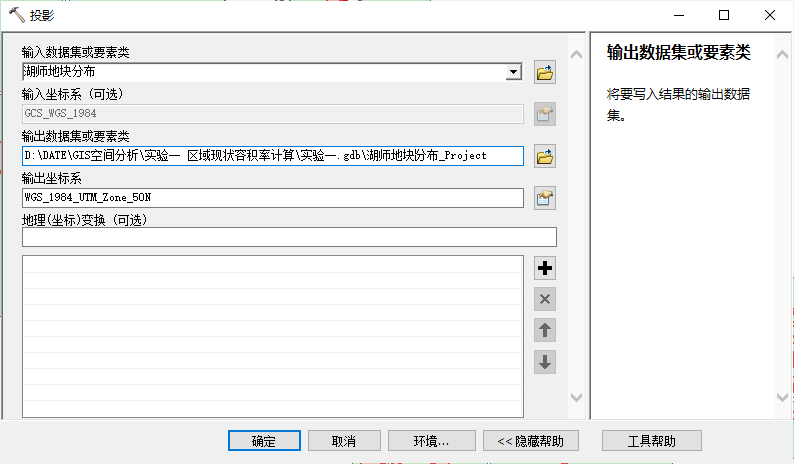 投影
输入数据集或要素类
湖师地块分布
输入坐标系（可选）
GCS_WGS_1984
输出数据集或要素类
D:\DATE\GIS空间分析\实验一 区域现状容积率计算\实验一.gdb\湖师地块分布_Project
输出坐标系
WGS_1984_UTM_Zone_50N
地理(坐标)变换（可选）
确定
取消
环境...
<< 隐藏帮助
输出数据集或要素类
将要写入结果的输出数据
集。
工具帮助